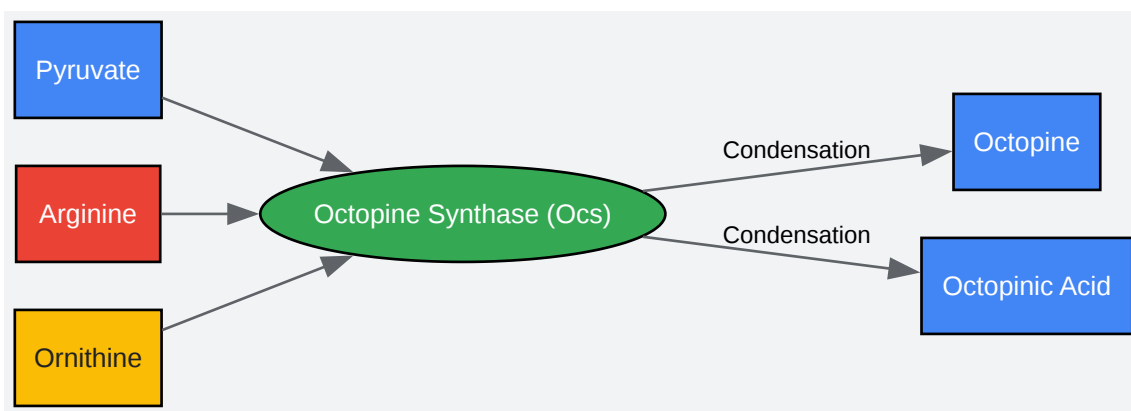 Pyruvate
Arginine
Ornithine
Octopine Synthase (Ocs)
Condensation
Condensation
Octopine
Octopinic Acid